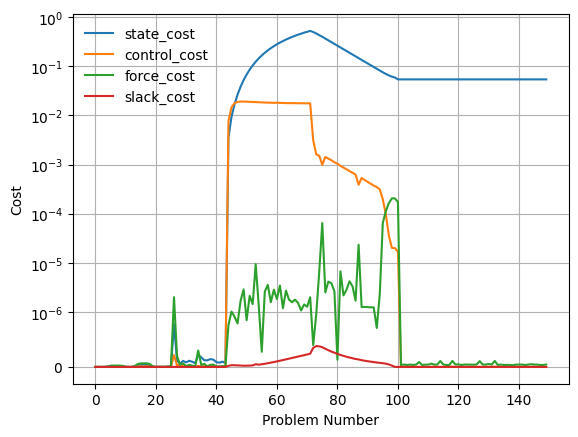 state_cost
control_cost
force_cost
slack_cost
10⁰
10⁻¹
10⁻²
10⁻³
10⁻⁴
10⁻⁵
10⁻⁶
0
Cost
0 20 40 60 80 100 120 140
Problem Number